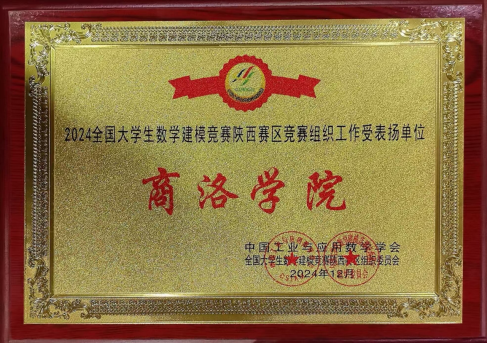 2024全国大学生数学建模竞赛陕西赛区竞赛组织工作受表扬单位
商洛学院
中国工业与应用数学学会
全国大学生数学建模竞赛陕西赛区组织委员会
2024年12月